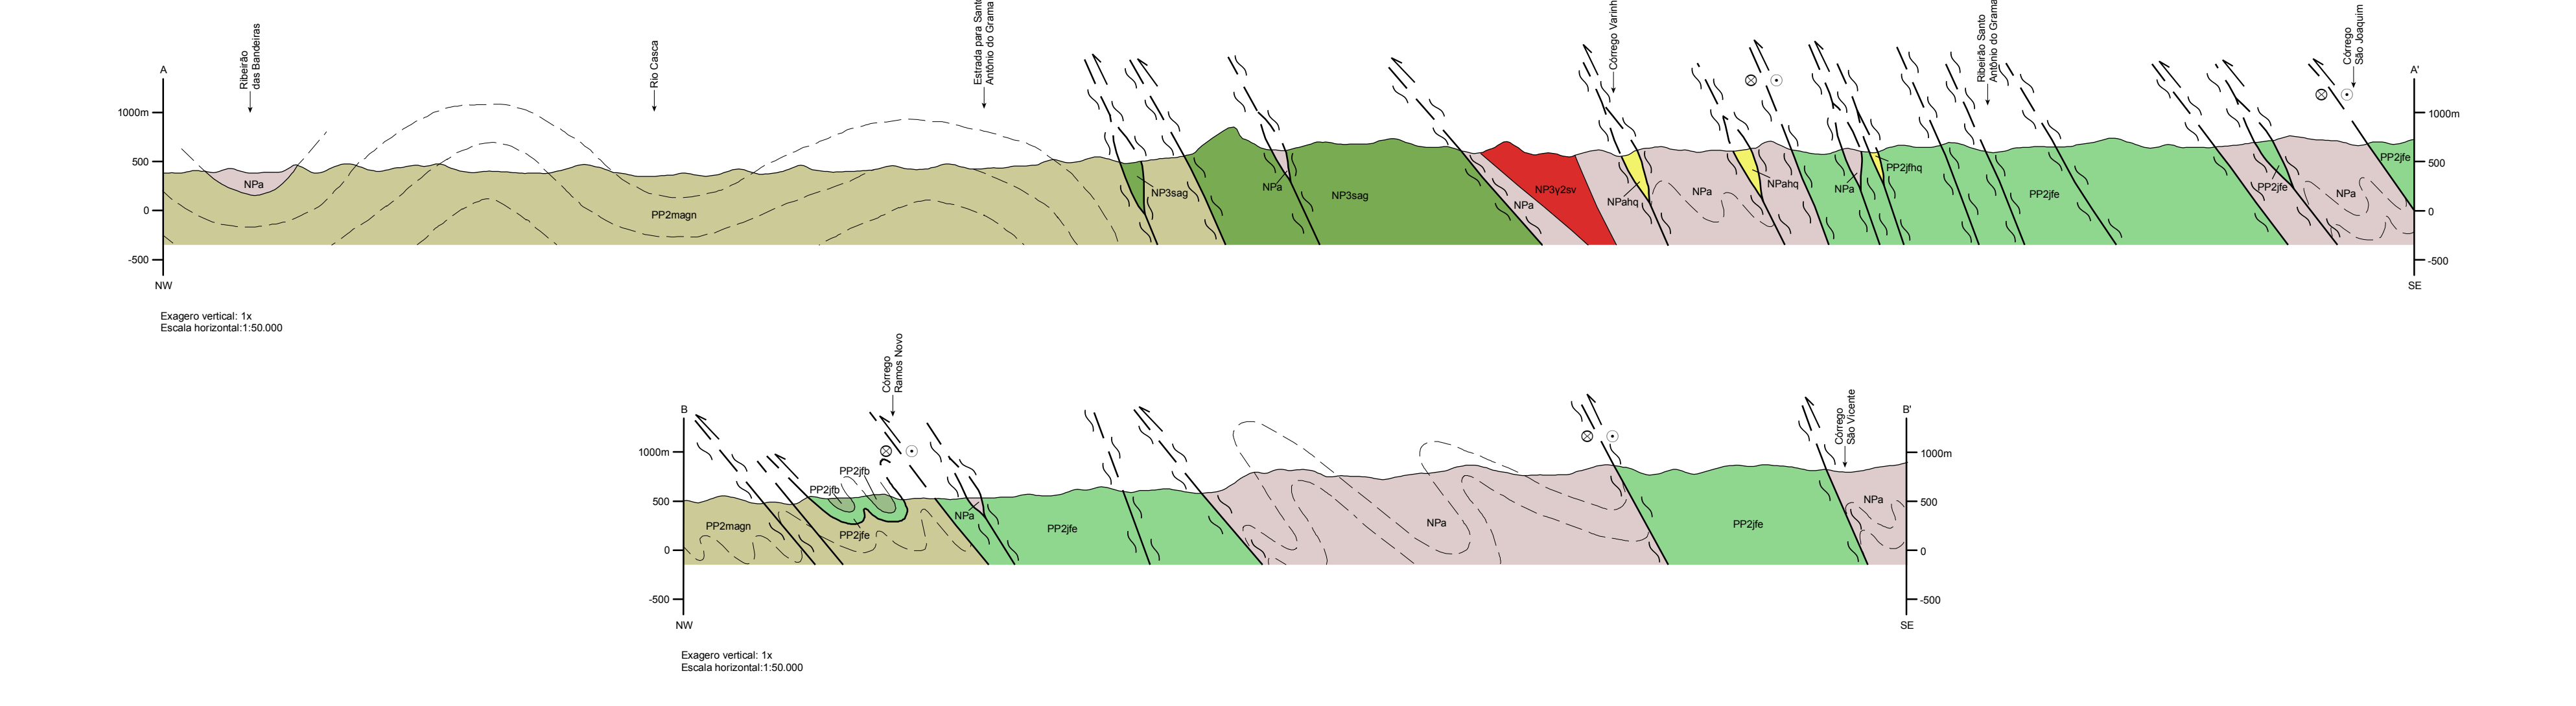 Ribeirão
das Bandeiras
Rio Casca
Estrada para Santo
Antônio do Grama
Córrego Varinha
Ribeirão Santo
Antônio do Grama
Córrego
São Joaquim
A
A'
1000m
500
0
-500
NW
1000m
500
0
-500
SE
NPa
PP2magn
NP3sag
NPa
NP3sag
NPa
NP3γ2sv
NPahq
NPa
NPahq
NPa
PP2jfhq
PP2jfe
PP2jfe
NPa
PP2jfe
Exagero vertical: 1x
Escala horizontal:1:50.000
Córrego
Ramos Novo
Córrego
São Vicente
B
B'
1000m
500
0
-500
NW
1000m
500
0
-500
SE
PP2magn
PP2jfb
PP2jfb
PP2jfe
NPa
PP2jfe
NPa
PP2jfe
NPa
Exagero vertical: 1x
Escala horizontal:1:50.000